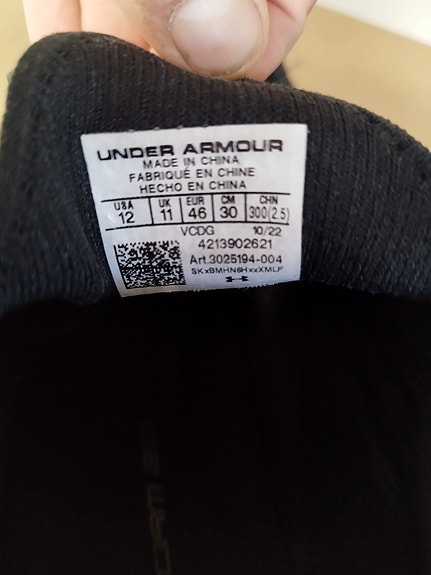 UNDER ARMOUR
MADE IN CHINA
FABRIQUÉ EN CHINE
HECHO EN CHINA
USA UK EUR CM CHN
12 11 46 30 300(2.5)
VCDG 10/22
4213902621
Art.3025194-004
SKxBMHN6HxxXMLF